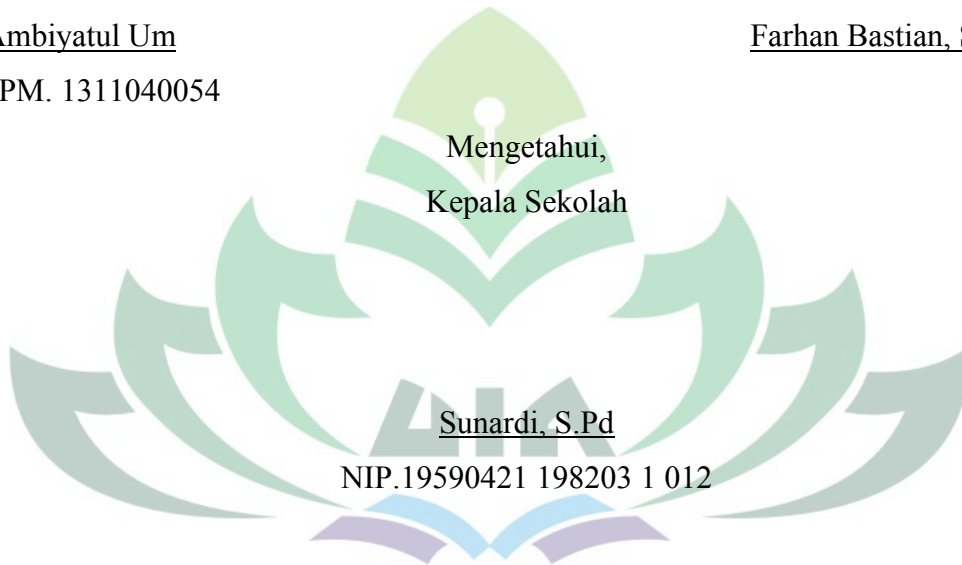 Ambiyatul Um Farhan Bastian,
PM. 1311040054
Mengetahui,
Kepala Sekolah
Sunardi, S.Pd
NIP.19590421 198203 1 012